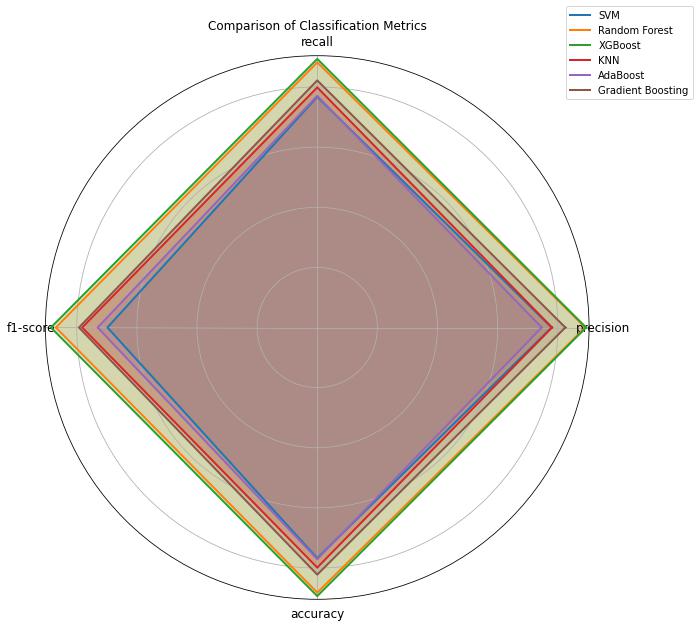 Comparison of Classification Metrics
recall
SVM
Random Forest
XGBoost
KNN
AdaBoost
Gradient Boosting
f1-score
precision
accuracy